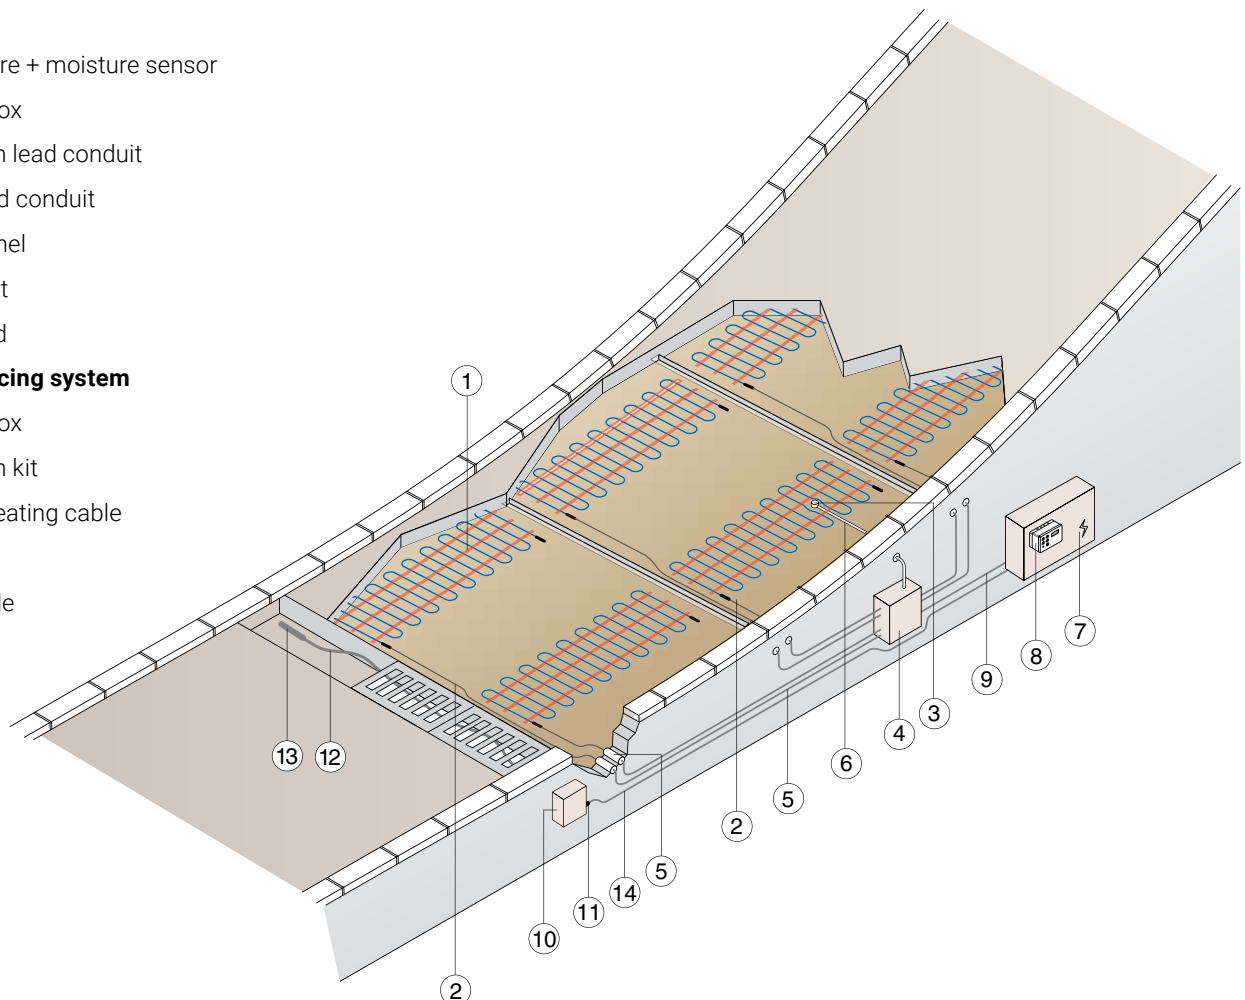 re + moisture sensor
ox
n lead conduit
d conduit
nel
t
d
cing system
ox
n kit
eating cable
le
1
2
3
4
5
6
7
8
9
10
11
12
13
14
5
2